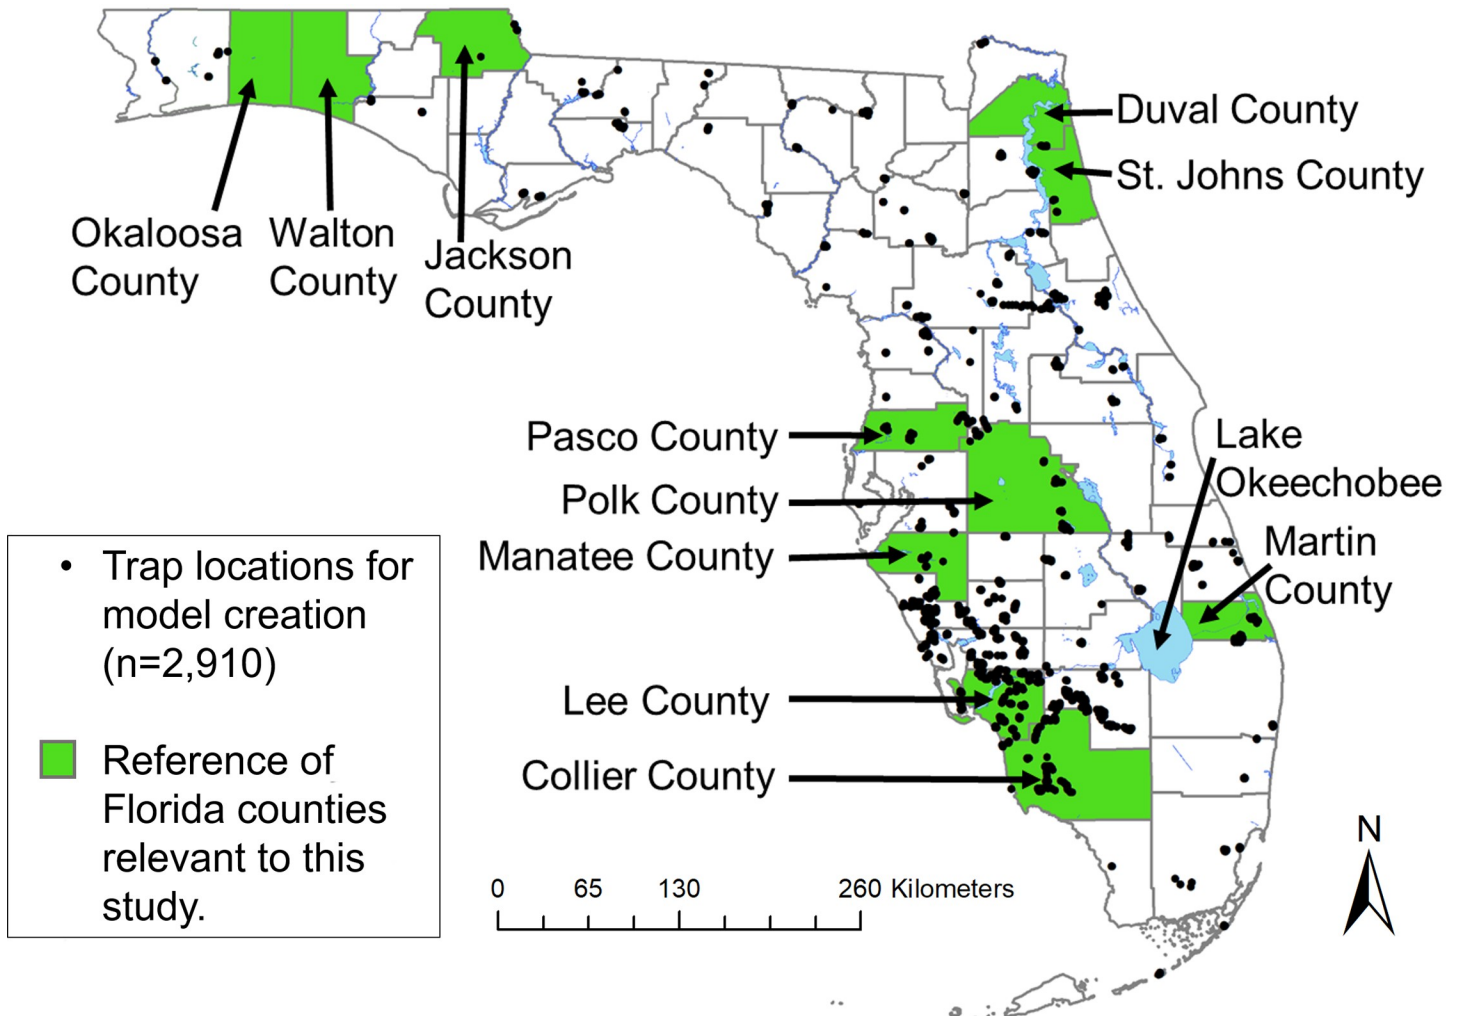 Duval County
St. Johns County
Okaloosa
County
Walton
County
Jackson
County
Pasco County
Polk County
Manatee County
Lee County
Collier County
Lake
Okeechobee
Martin
County
• Trap locations for
model creation
(n=2,910)
Reference of
Florida counties
relevant to this
study.
0 65 130 260 Kilometers
N